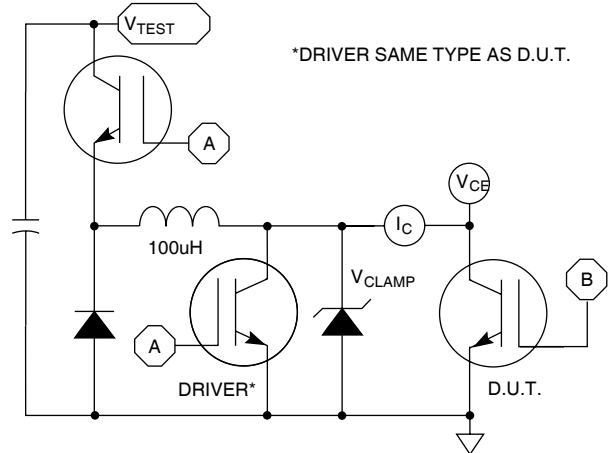 VTEST
*DRIVER SAME TYPE AS D.U.T.
A
VCE
100uH
IC
VCLAMP
B
A
DRIVER*
D.U.T.